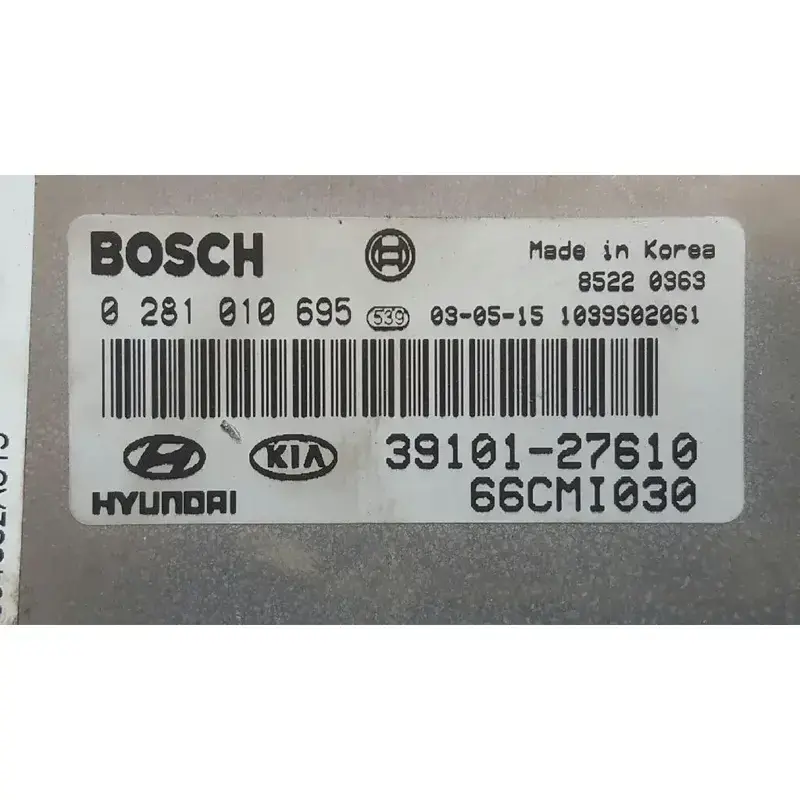 BOSCH
Made in Korea
8522 0363
0 281 010 695 539 03-05-15 1039S02061
HYUNDAI
KIA
39101-27610
66CMI030